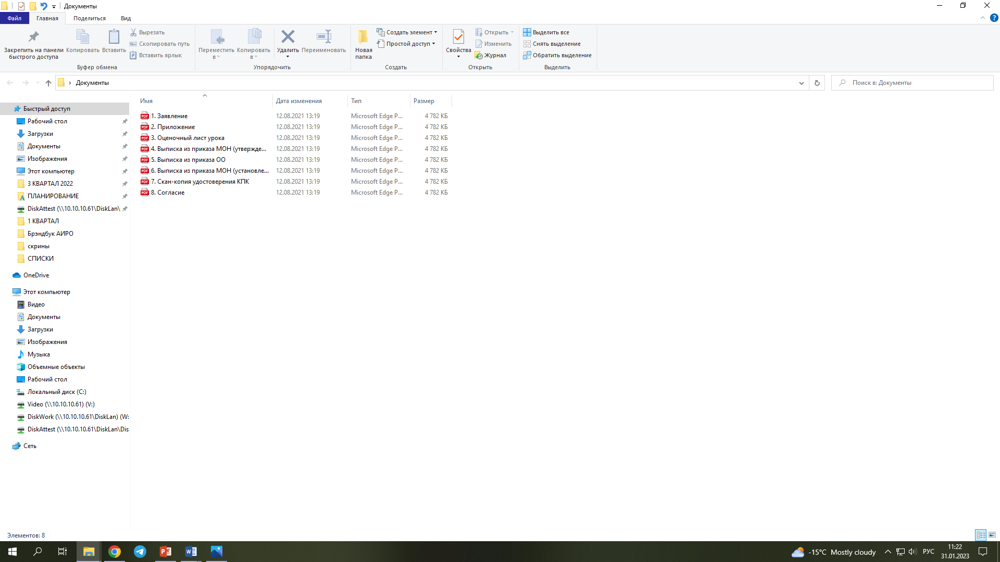 Документы
Файл
Главная
Поделиться
Вид
?
Закрепить на панели
быстрого доступа
Копировать
Вставить
Вырезать
Скопировать путь
Вставить ярлык
Буфер обмена
Переместить
в
Копировать
в
Удалить
Переименовать
Упорядочить
Новая
папка
Создать элемент
Простой доступ
Создать
Свойства
Открыть
Изменить
Журнал
Открыть
Выделить все
Снять выделение
Обратить выделение
Выделить
Документы
Поиск в: Документы
Имя Дата изменения Тип Размер
1. Заявление 12.08.2021 13:19 Microsoft Edge P... 4 782 КБ
2. Приложение 12.08.2021 13:19 Microsoft Edge P... 4 782 КБ
3. Оценочный лист урока 12.08.2021 13:19 Microsoft Edge P... 4 782 КБ
4. Выписка из приказа МОН (утвержде... 12.08.2021 13:19 Microsoft Edge P... 4 782 КБ
5. Выписка из приказа ОО 12.08.2021 13:19 Microsoft Edge P... 4 782 КБ
6. Выписка из приказа МОН (установле... 12.08.2021 13:19 Microsoft Edge P... 4 782 КБ
7. Скан-копия удостоверения КПК 12.08.2021 13:19 Microsoft Edge P... 4 782 КБ
8. Согласие 12.08.2021 13:19 Microsoft Edge P... 4 782 КБ
Быстрый доступ
Рабочий стол
Загрузки
Документы
Изображения
Этот компьютер
3 КВАРТАЛ 2022
ПЛАНИРОВАНИЕ
DiskAttest (\\10.10.10.61\DiskLan\
1 КВАРТАЛ
Брэндбук АИРО
скрины
СПИСКИ
OneDrive
Этот компьютер
Видео
Документы
Загрузки
Изображения
Музыка
Объемные объекты
Рабочий стол
Локальный диск (C:)
Video (\\10.10.10.61) (V:)
DiskWork (\\10.10.10.61\DiskLan) (W:
DiskAttest (\\10.10.10.61\DiskLan\Dis
Сеть
Элементов: 8
-15°C Mostly cloudy
РУС
11:22
31.01.2023